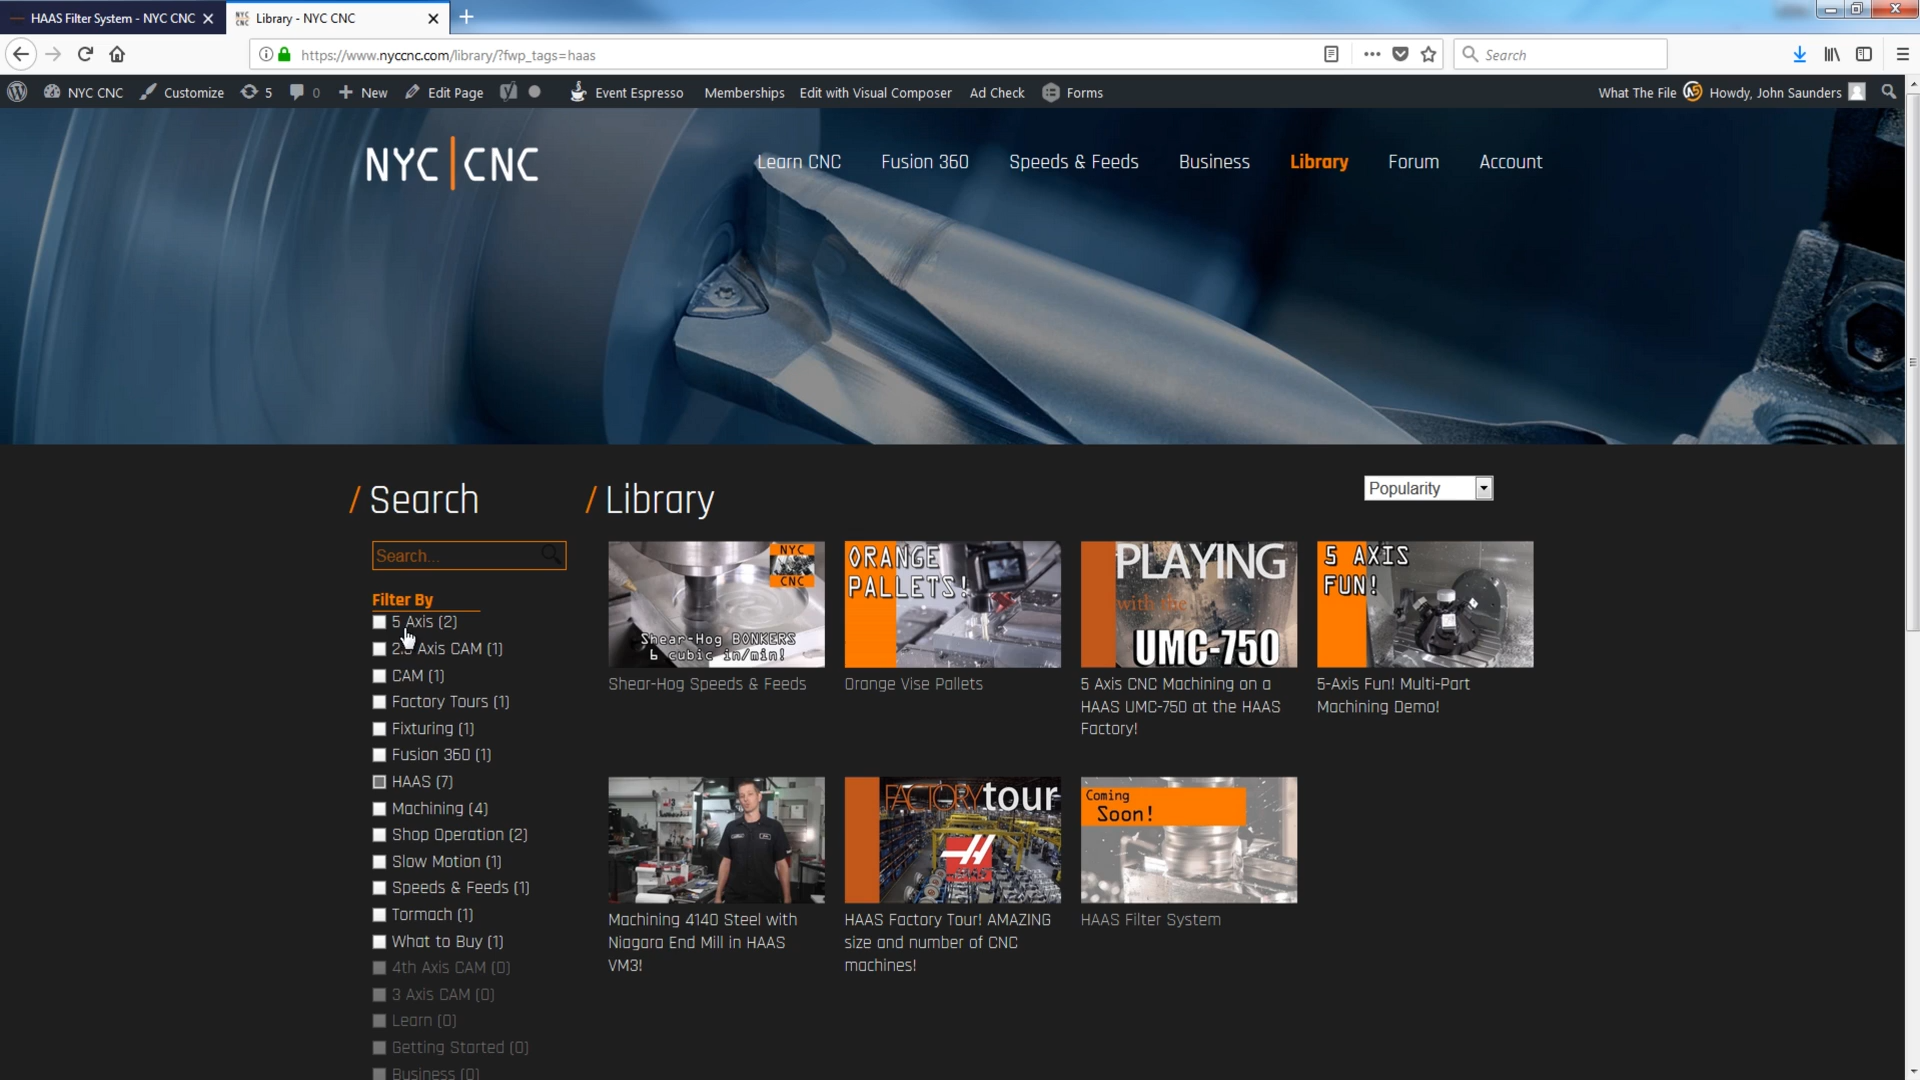 HAAS Filter System - NYC CNC
Library - NYC CNC
https://www.nyccnc.com/library/?fwp_tags=haas
Search
NYC CNC
Customize
5
0
New
Edit Page
Event Espresso
Memberships
Edit with Visual Composer
Ad Check
Forms
What The File
Howdy, John Saunders
NYC|CNC
Learn CNC
Fusion 360
Speeds & Feeds
Business
Library
Forum
Account
/ Search
/ Library
Popularity
Search...
Filter By
5 Axis (2)
2.5 Axis CAM (1)
CAM (1)
Factory Tours (1)
Fixturing (1)
Fusion 360 (1)
HAAS (7)
Machining (4)
Shop Operation (2)
Slow Motion (1)
Speeds & Feeds (1)
Tormach (1)
What to Buy (1)
4th Axis CAM (0)
3 Axis CAM (0)
Learn (0)
Getting Started (0)
Business (0)
NYC
CNC
Shear-Hog BONKERS
6 cubic in/min!
Shear-Hog Speeds & Feeds
ORANGE
PALLETS!
Orange Vise Pallets
PLAYING
with the
UMC-750
5 Axis CNC Machining on a
HAAS UMC-750 at the HAAS
Factory!
5 AXIS
FUN!
5-Axis Fun! Multi-Part
Machining Demo!
Machining 4140 Steel with
Niagara End Mill in HAAS
VM3!
FACTORYtour
HAAS Factory Tour! AMAZING
size and number of CNC
machines!
Coming
Soon!
HAAS Filter System